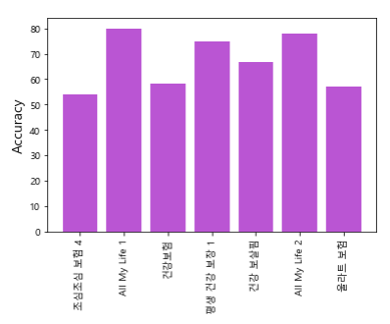 Accuracy
80
70
60
50
40
30
20
10
0
조심조심 보험 4
All My Life 1
건강보험
평생 건강 보장 1
건강 보살핌
All My Life 2
올라트 보험